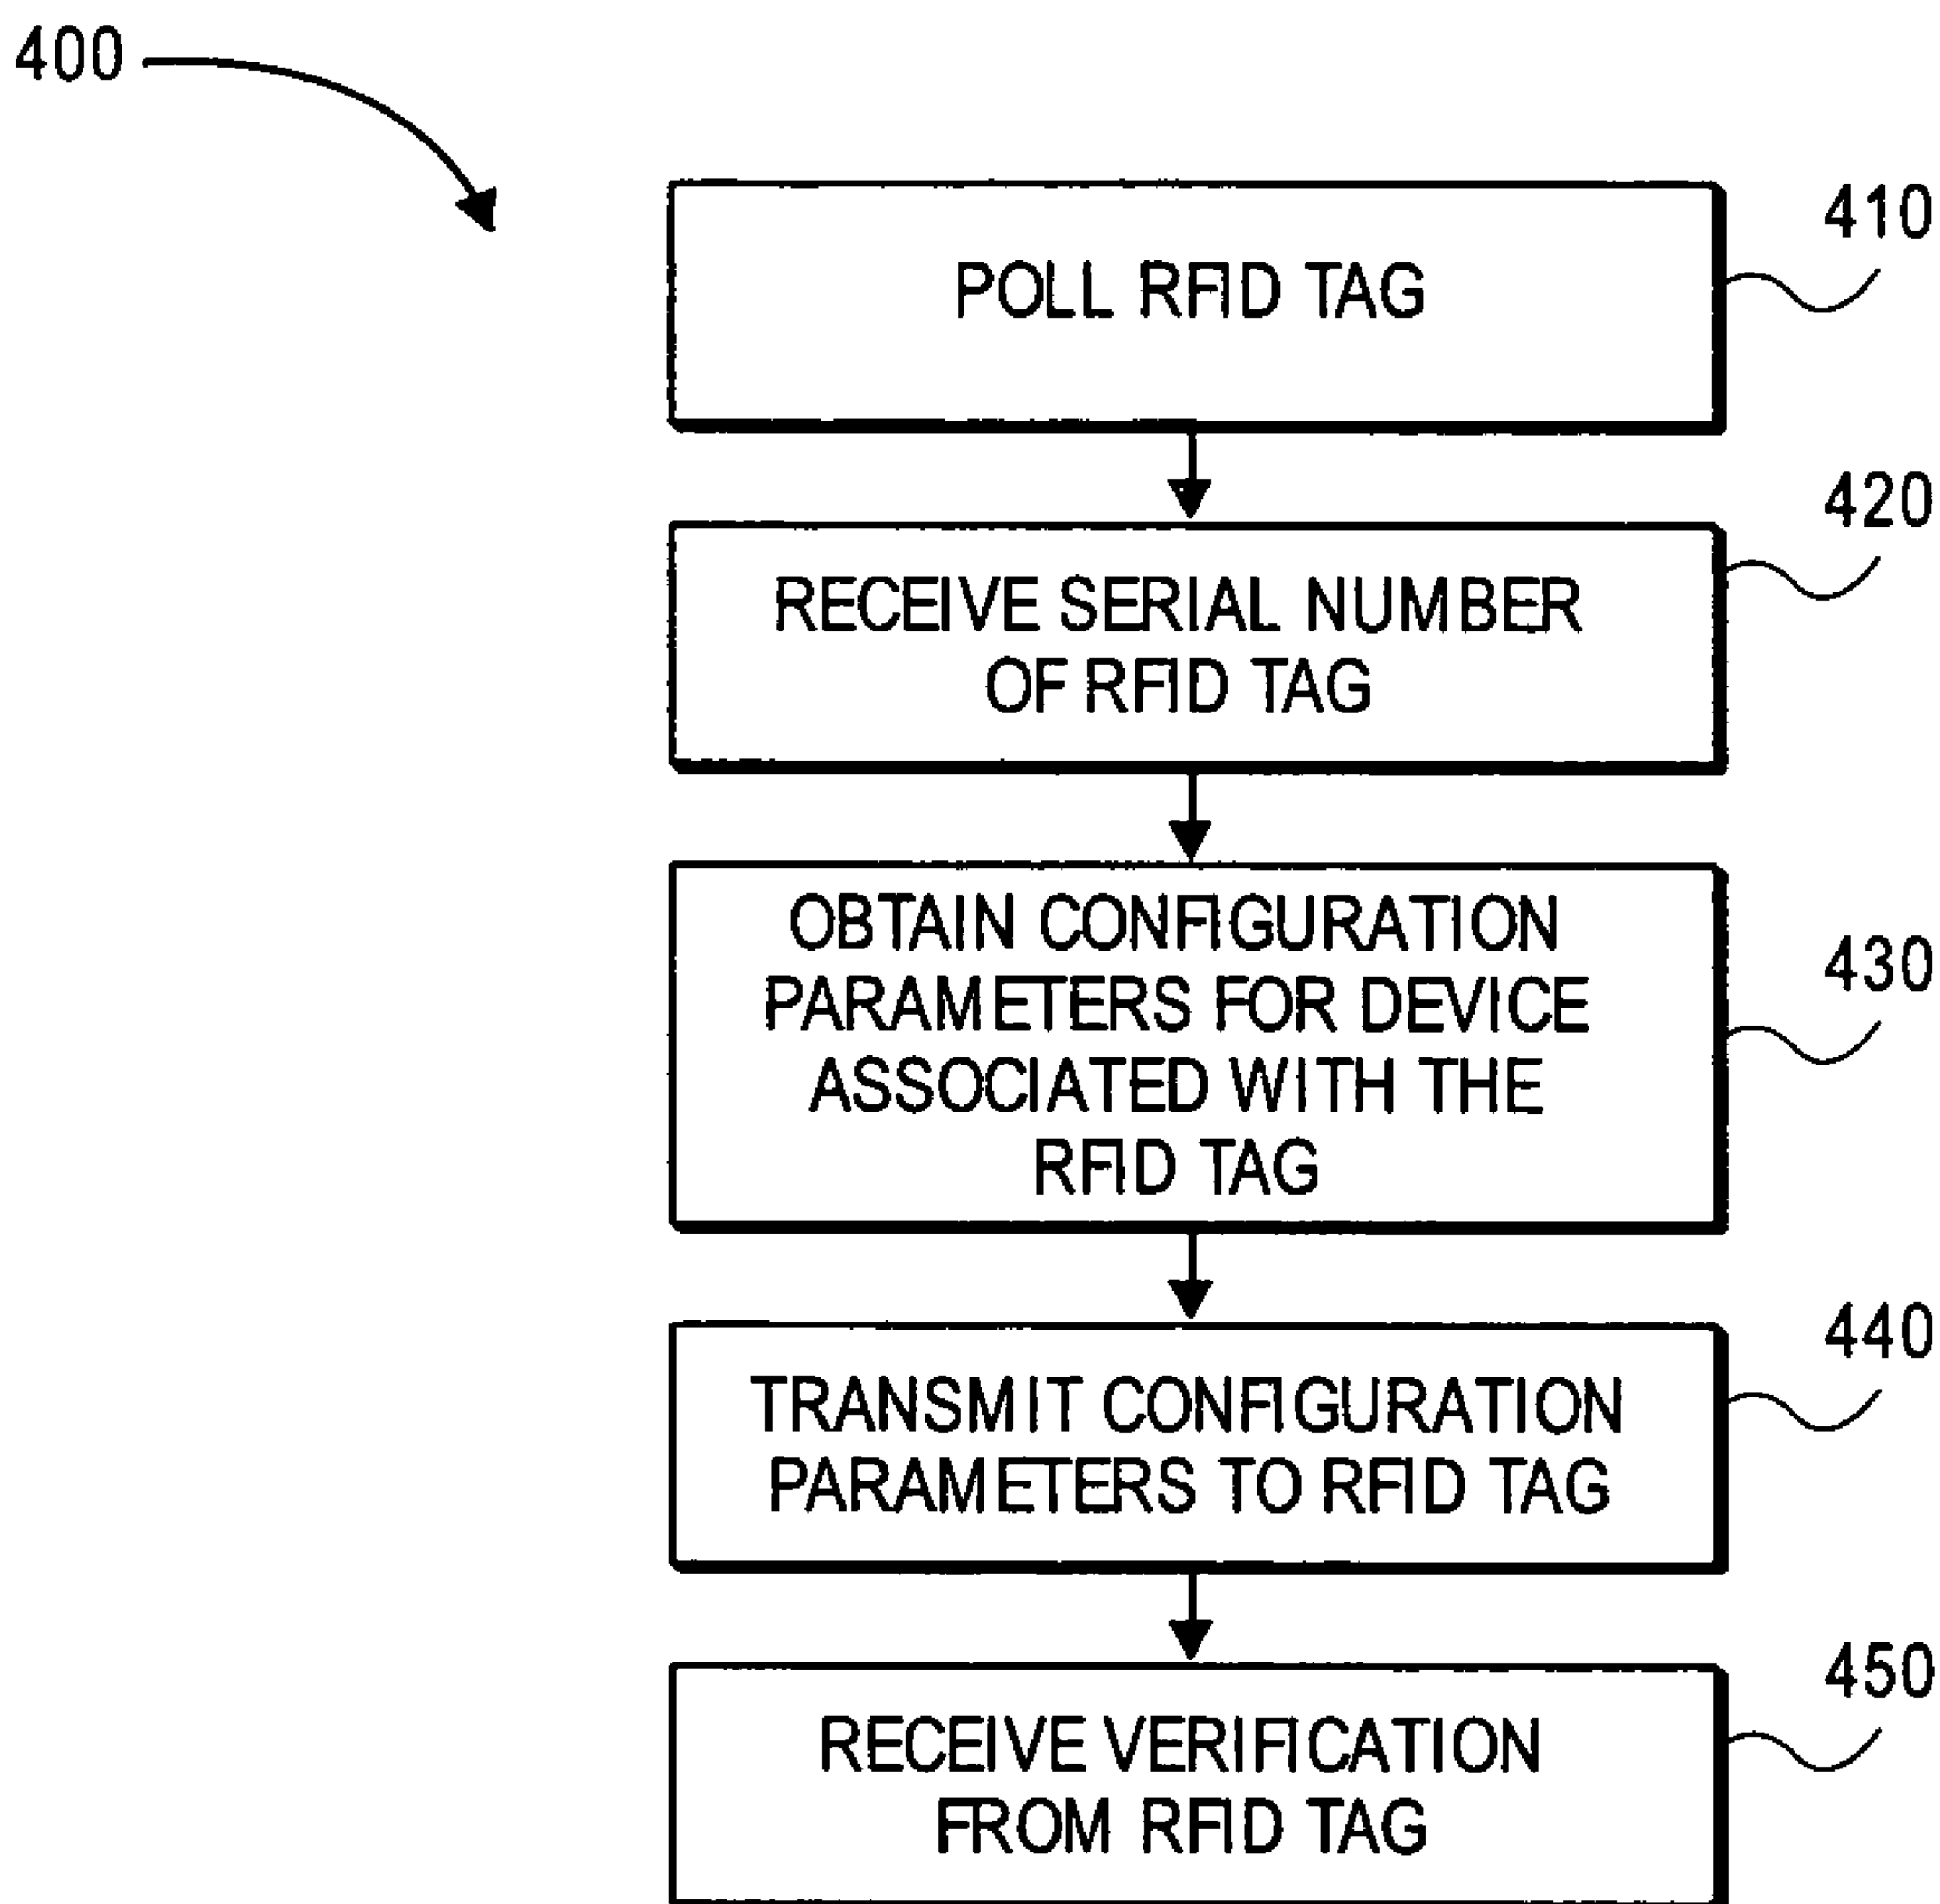 400
410
POLL RFID TAG
420
RECEIVE SERIAL NUMBER
OF RFID TAG
OBTAIN CONFIGURATION
430
PARAMETERS FOR DEVICE
ASSOCIATED WITH THE
RFID TAG
440
TRANSMIT CONFIGURATION
PARAMETERS TO RFID TAG
450
RECEIVE VERIFICATION
FROM RFID TAG